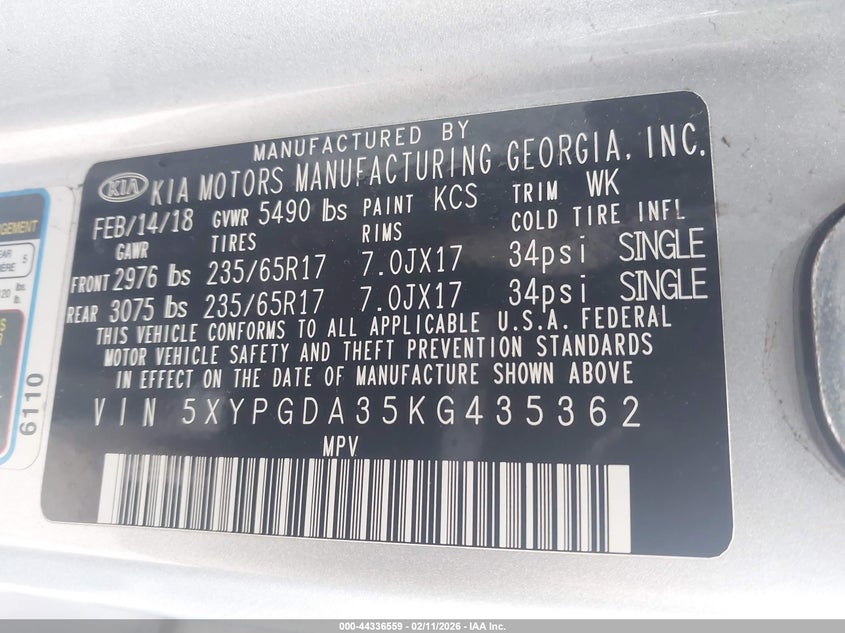 MANUFACTURED BY
KIA KIA MOTORS MANUFACTURING GEORGIA, INC.
FEB/14/18 GVWR 5490 lbs PAINT KCS TRIM WK
GAWR TIRES RIMS COLD TIRE INFL
FRONT 2976 lbs 235/65R17 7.0JX17 34psi SINGLE
REAR 3075 lbs 235/65R17 7.0JX17 34psi SINGLE
THIS VEHICLE CONFORMS TO ALL APPLICABLE U.S.A. FEDERAL
MOTOR VEHICLE SAFETY AND THEFT PREVENTION STANDARDS
IN EFFECT ON THE DATE OF MANUFACTURE SHOWN ABOVE
VIN 5XYPGDA35KG435362
MPV
6110
000-44336559 - 02/11/2026 - IAA Inc.